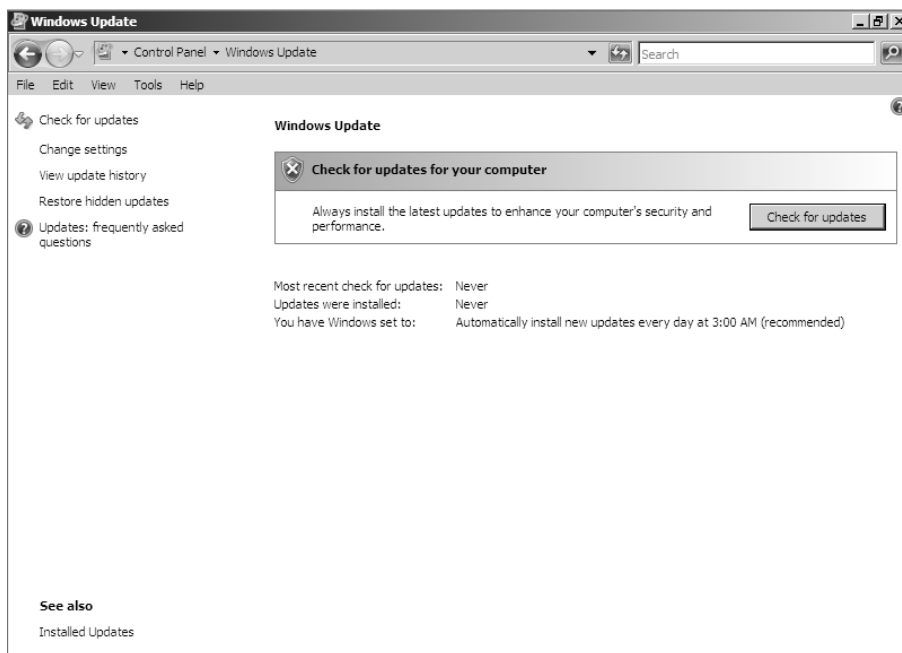 Windows Update
Control Panel Windows Update
Search
File Edit View Tools Help
Check for updates
Change settings
View update history
Restore hidden updates
Updates: frequently asked
questions
Windows Update
Check for updates for your computer
Always install the latest updates to enhance your computer's security and
performance.
Check for updates
Most recent check for updates: Never
Updates were installed: Never
You have Windows set to: Automatically install new updates every day at 3:00 AM (recommended)
See also
Installed Updates